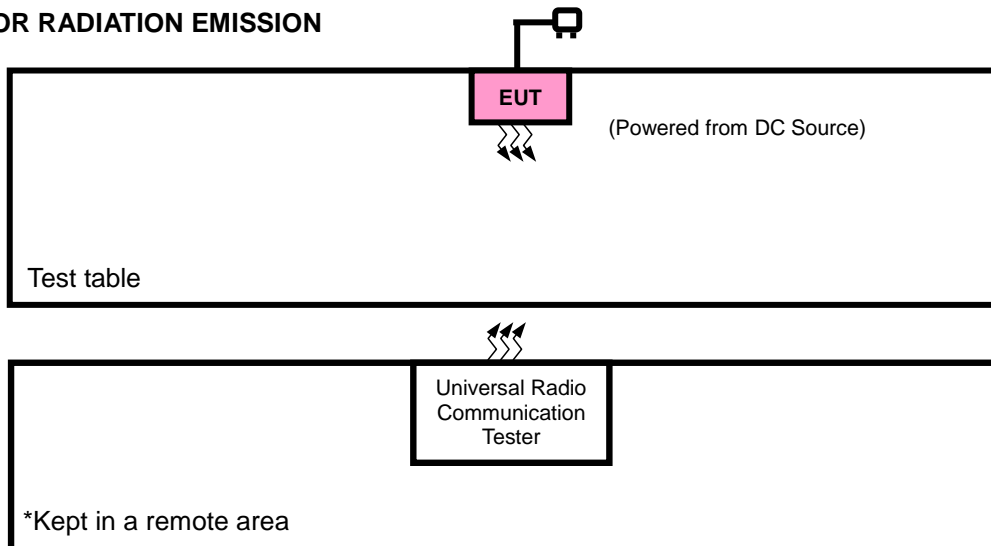 OR RADIATION EMISSION
EUT
(Powered from DC Source)
Test table
Universal Radio
Communication
Tester
*Kept in a remote area